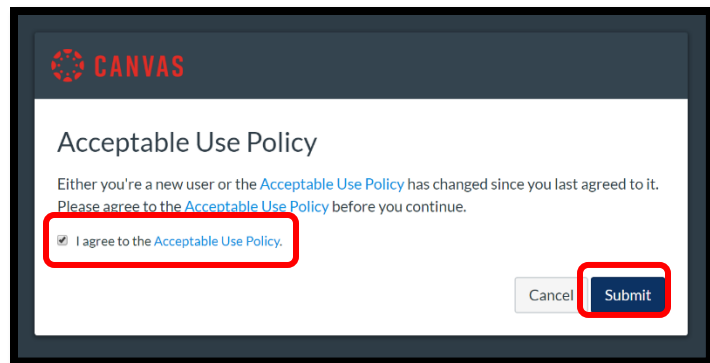 CANVAS
Acceptable Use Policy
Either you're a new user or the Acceptable Use Policy has changed since you last agreed to it.
Please agree to the Acceptable Use Policy before you continue.
I agree to the Acceptable Use Policy.
Cancel Submit